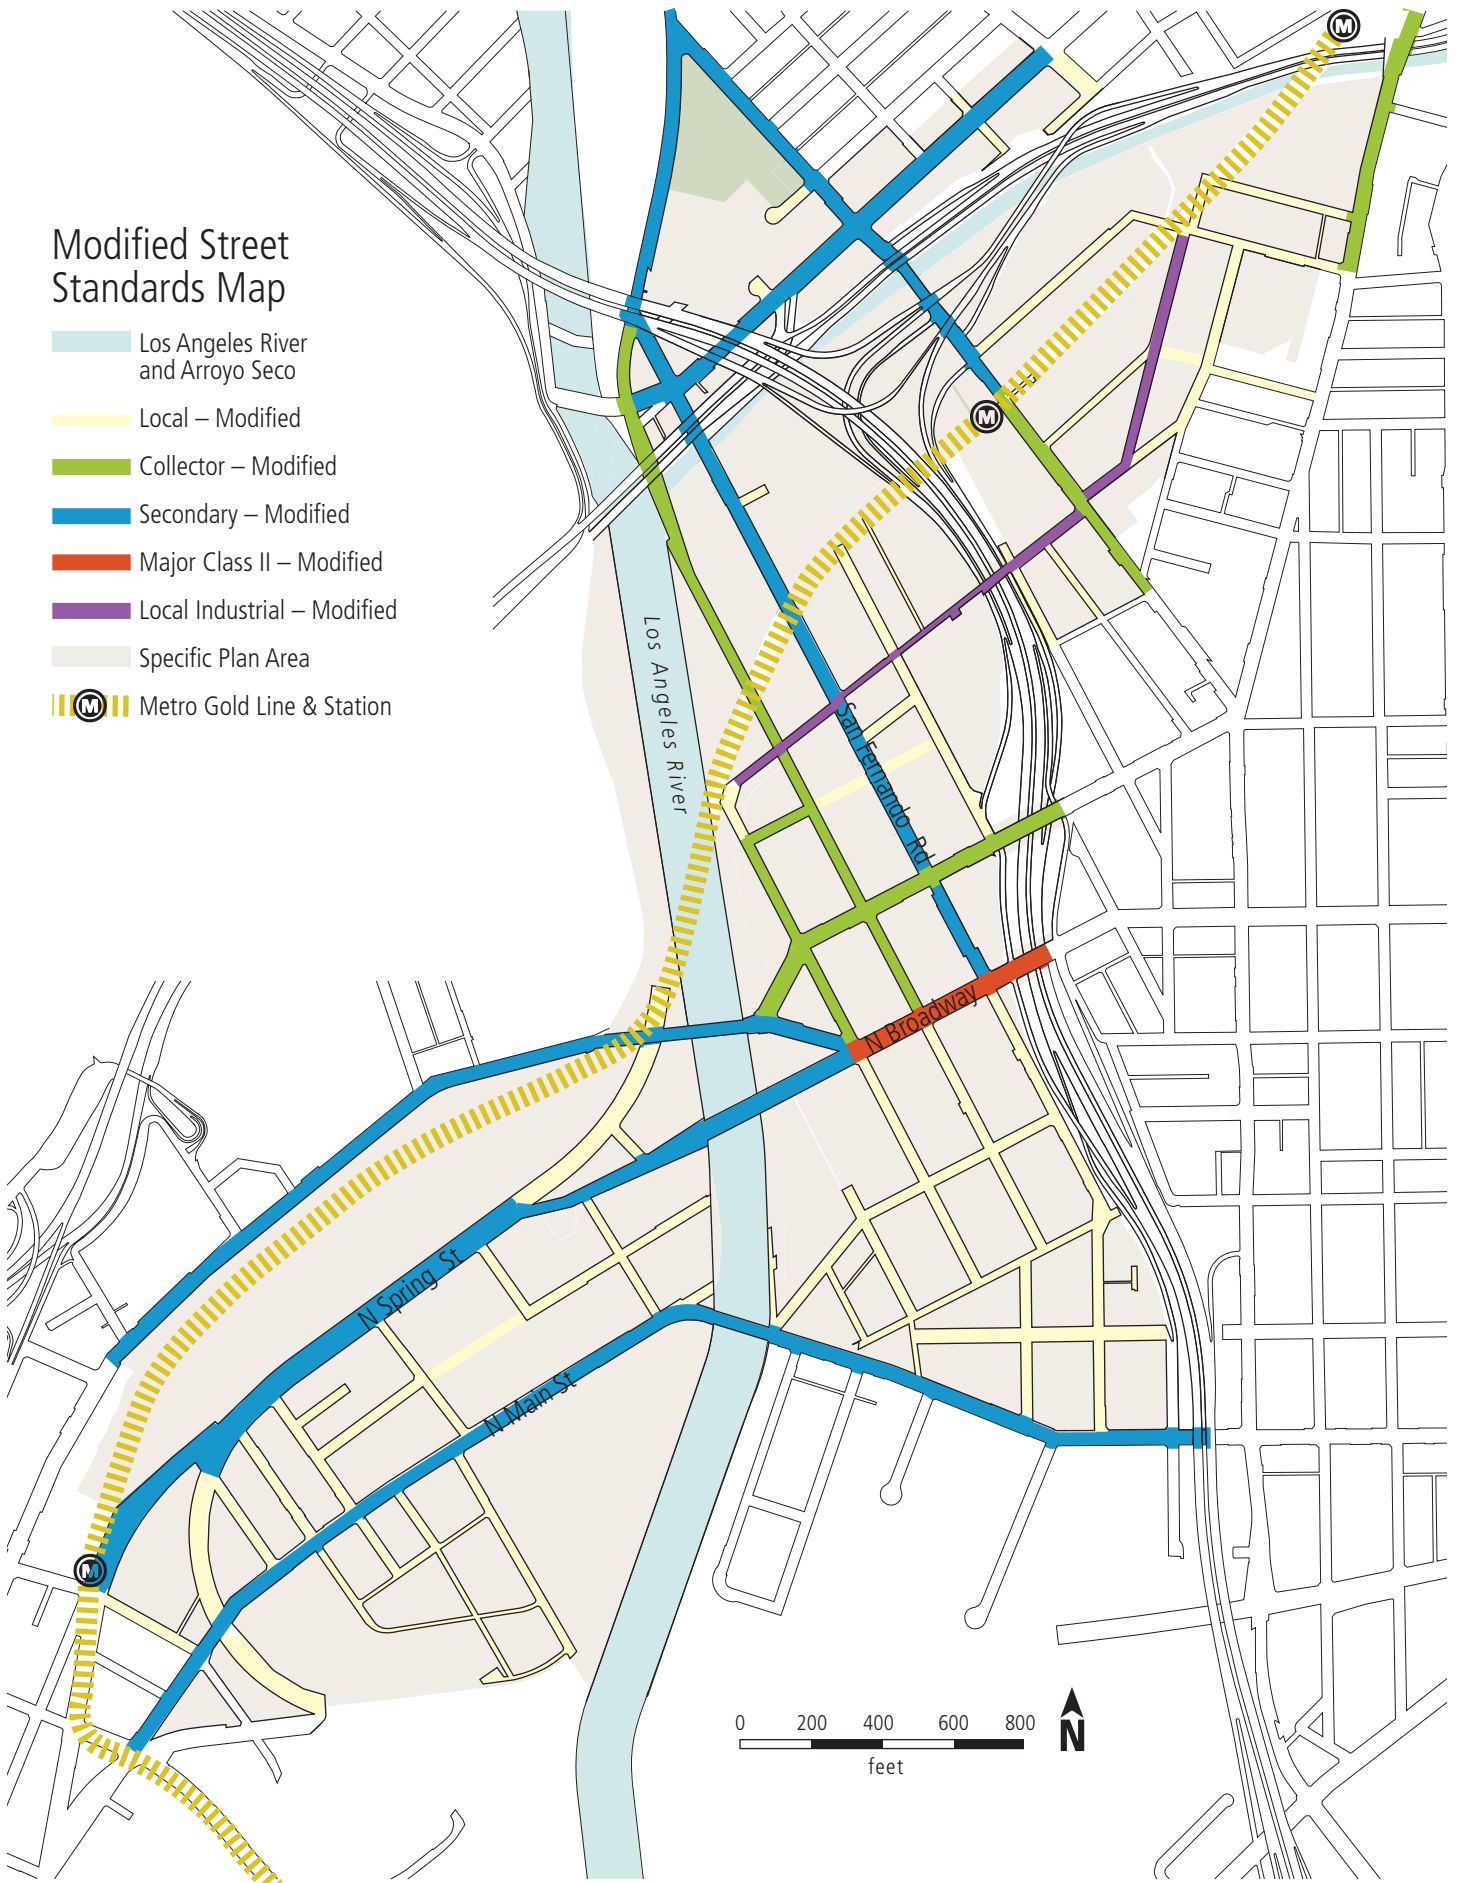 Modified Street
Standards Map
Los Angeles River
and Arroyo Seco
Local – Modified
Collector – Modified
Secondary – Modified
Major Class II – Modified
Local Industrial – Modified
Specific Plan Area
M
Metro Gold Line & Station
M
M
Los Angeles River
San Fernando Rd
N Broadway
N Spring St
N Main St
M
0 200 400 600 800
feet
N